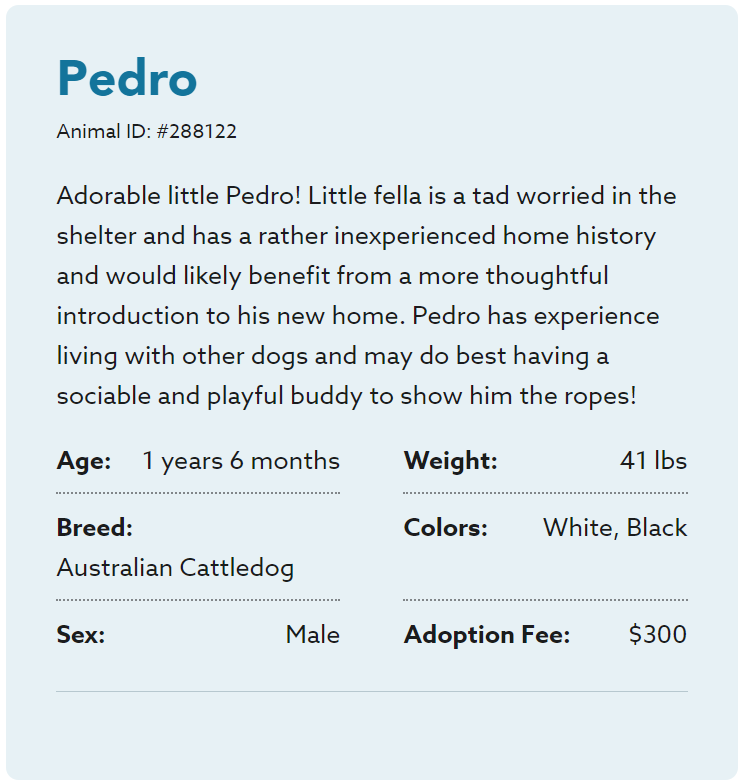 Pedro
Animal ID: #288122
Adorable little Pedro! Little fella is a tad worried in the
shelter and has a rather inexperienced home history
and would likely benefit from a more thoughtful
introduction to his new home. Pedro has experience
living with other dogs and may do best having a
sociable and playful buddy to show him the ropes!
Age: 1 years 6 months
Weight: 41 lbs
Breed:
Australian Cattledog
Colors: White, Black
Sex: Male
Adoption Fee: $300